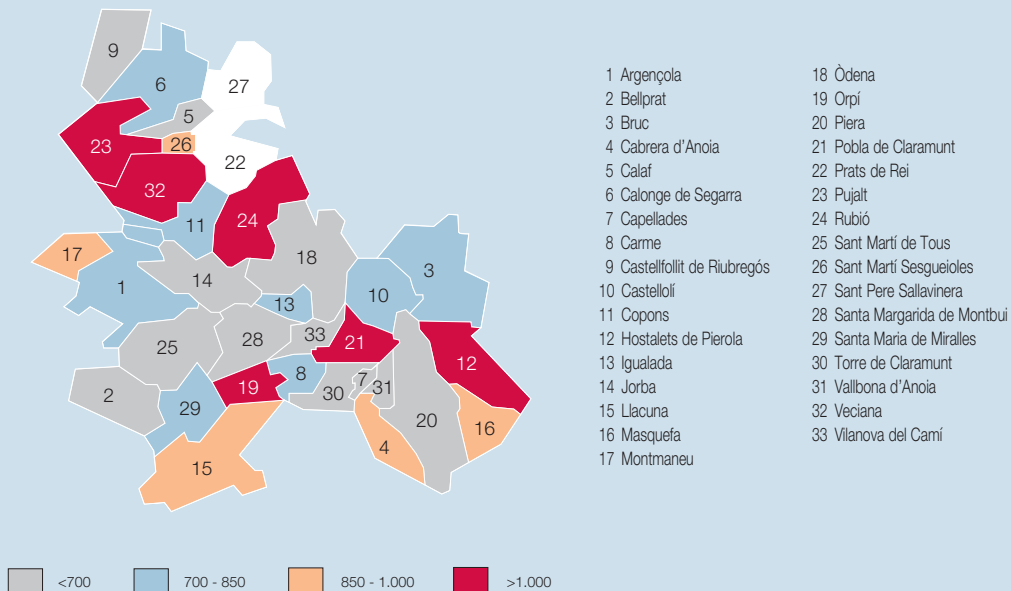 9
6
27
5
23
26
22
32
11
24
17
18
3
14
1
10
13
28
33
21
25
12
8
7
19
30
31
2
29
20
16
4
15
1 Argençola
2 Bellprat
3 Bruc
4 Cabrera d'Anoia
5 Calaf
6 Calonge de Segarra
7 Capellades
8 Carme
9 Castellfollit de Riubregós
10 Castellolí
11 Copons
12 Hostalets de Pierola
13 Igualada
14 Jorba
15 Llacuna
16 Masquefa
17 Montmaneu
18 Òdena
19 Orpí
20 Piera
21 Pobla de Claramunt
22 Prats de Rei
23 Pujalt
24 Rubió
25 Sant Martí de Tous
26 Sant Martí Sesgueioles
27 Sant Pere Sallavinera
28 Santa Margarida de Montbui
29 Santa Maria de Miralles
30 Torre de Claramunt
31 Vallbona d'Anoia
32 Veciana
33 Vilanova del Camí
<700
700 - 850
850 - 1.000
>1.000